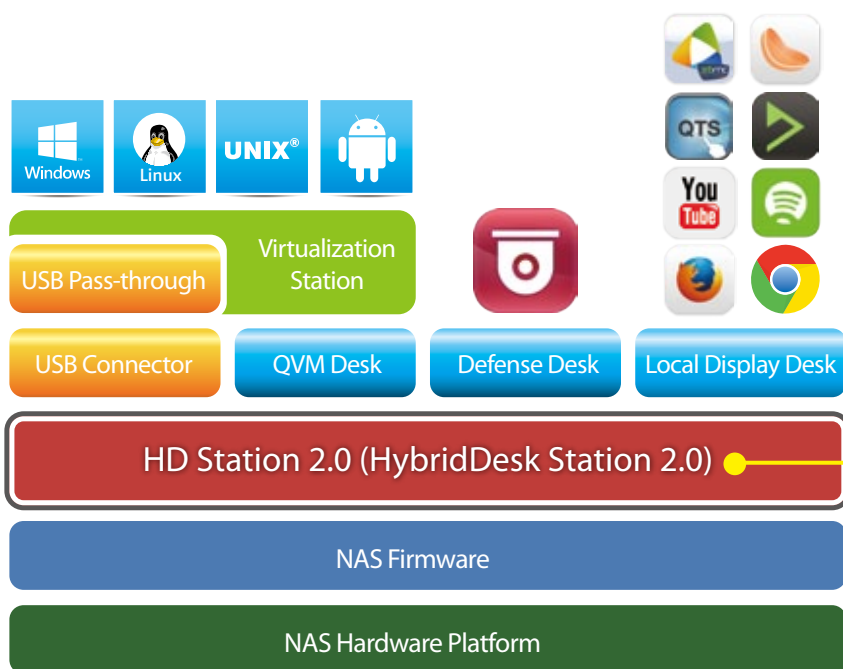 QTS
Windows
Linux
UNIX®
You
Tube
Virtualization
Station
USB Pass-through
USB Connector
QVM Desk
Defense Desk
Local Display Desk
HD Station 2.0 (HybridDesk Station 2.0)
NAS Firmware
NAS Hardware Platform